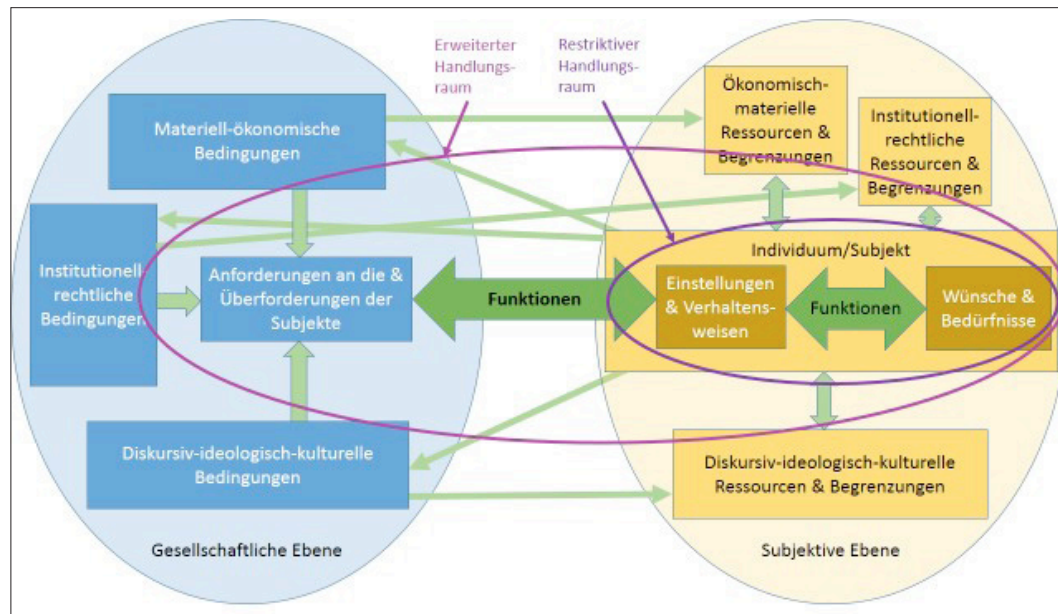 Erweiterter
Handlungs-
raum
Restriktiver
Handlungs-
raum
Materiell-ökonomische
Bedingungen
Ökonomisch-
materielle
Ressourcen &
Begrenzungen
Institutionell-
rechtliche
Ressourcen &
Begrenzungen
Institutionell-
rechtliche
Bedingungen
Anforderungen an die &
Überforderungen der
Subjekte
Funktionen
Individuum/Subjekt
Einstellungen
& Verhaltens-
weisen
Funktionen
Wünsche &
Bedürfnisse
Diskursiv-ideologisch-kulturelle
Bedingungen
Diskursiv-ideologisch-kulturelle
Ressourcen & Begrenzungen
Gesellschaftliche Ebene
Subjektive Ebene